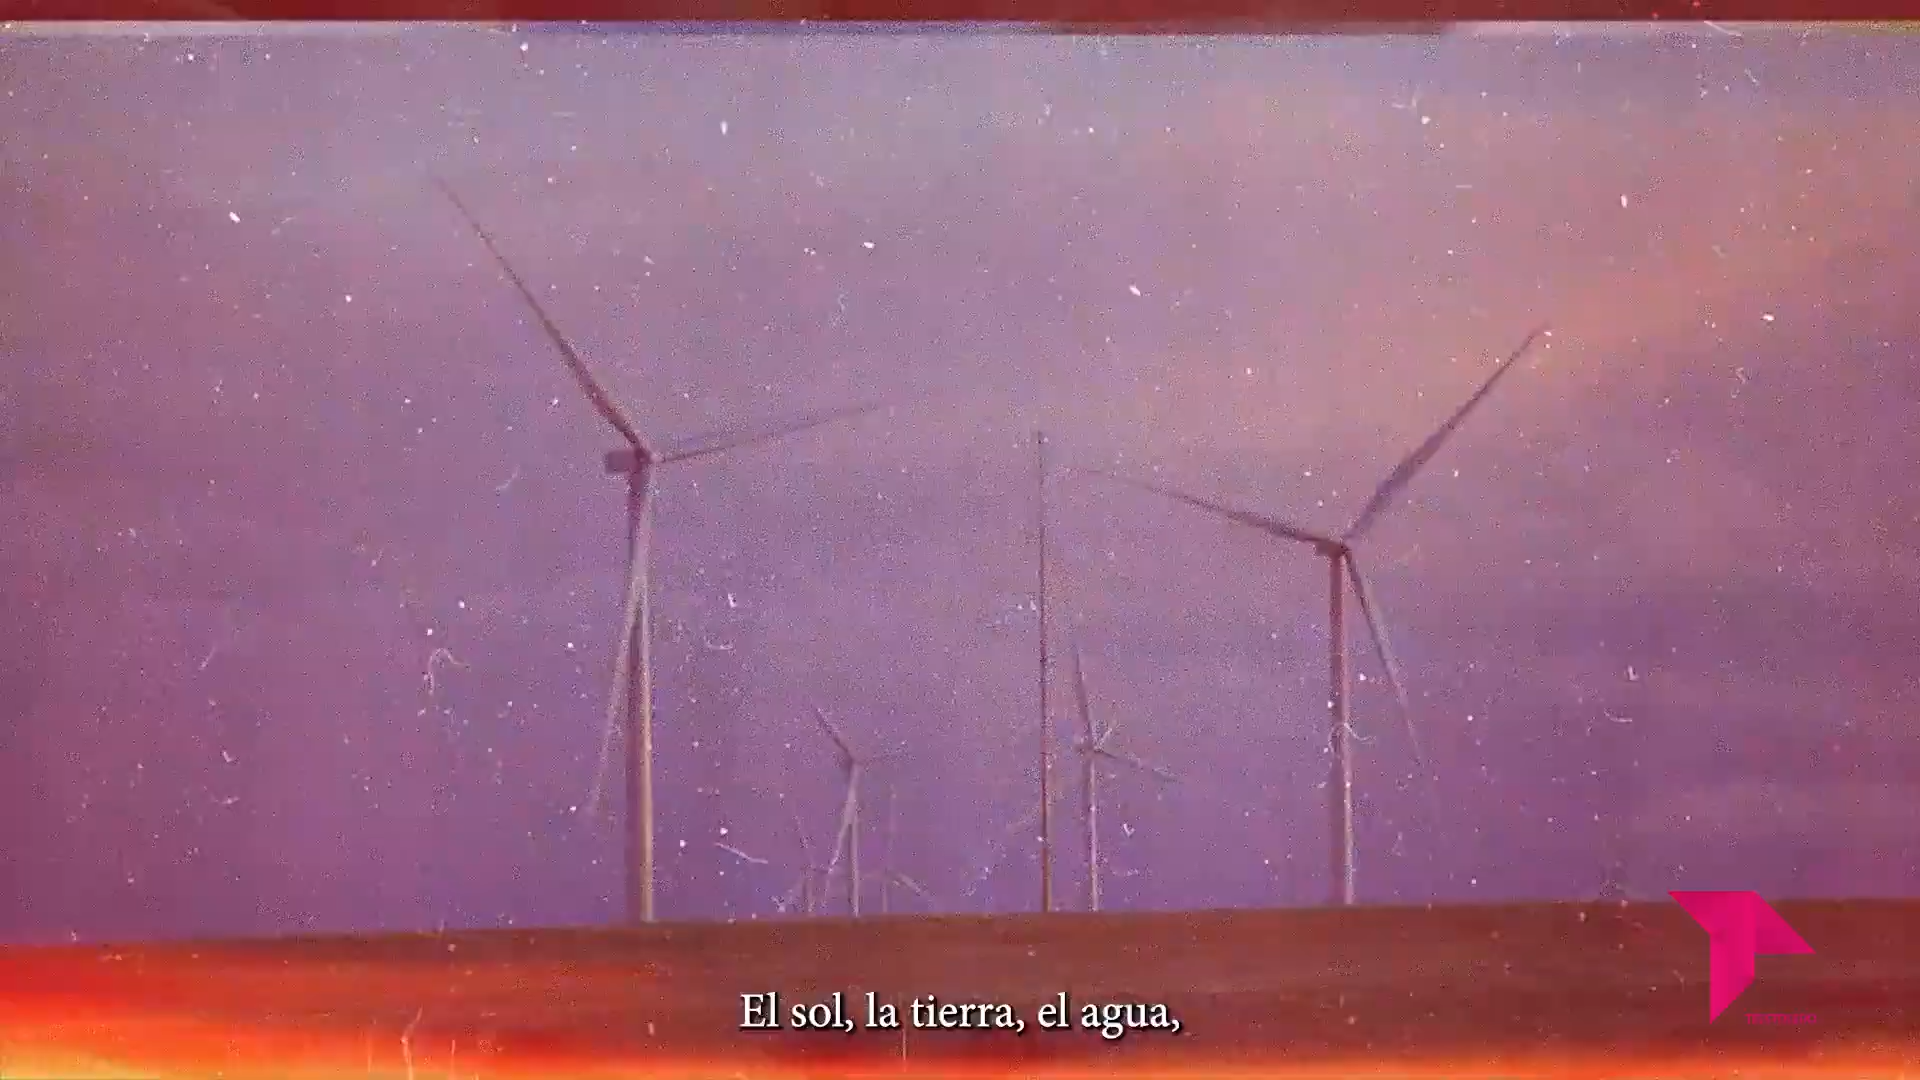 El sol, la tierra, el agua,